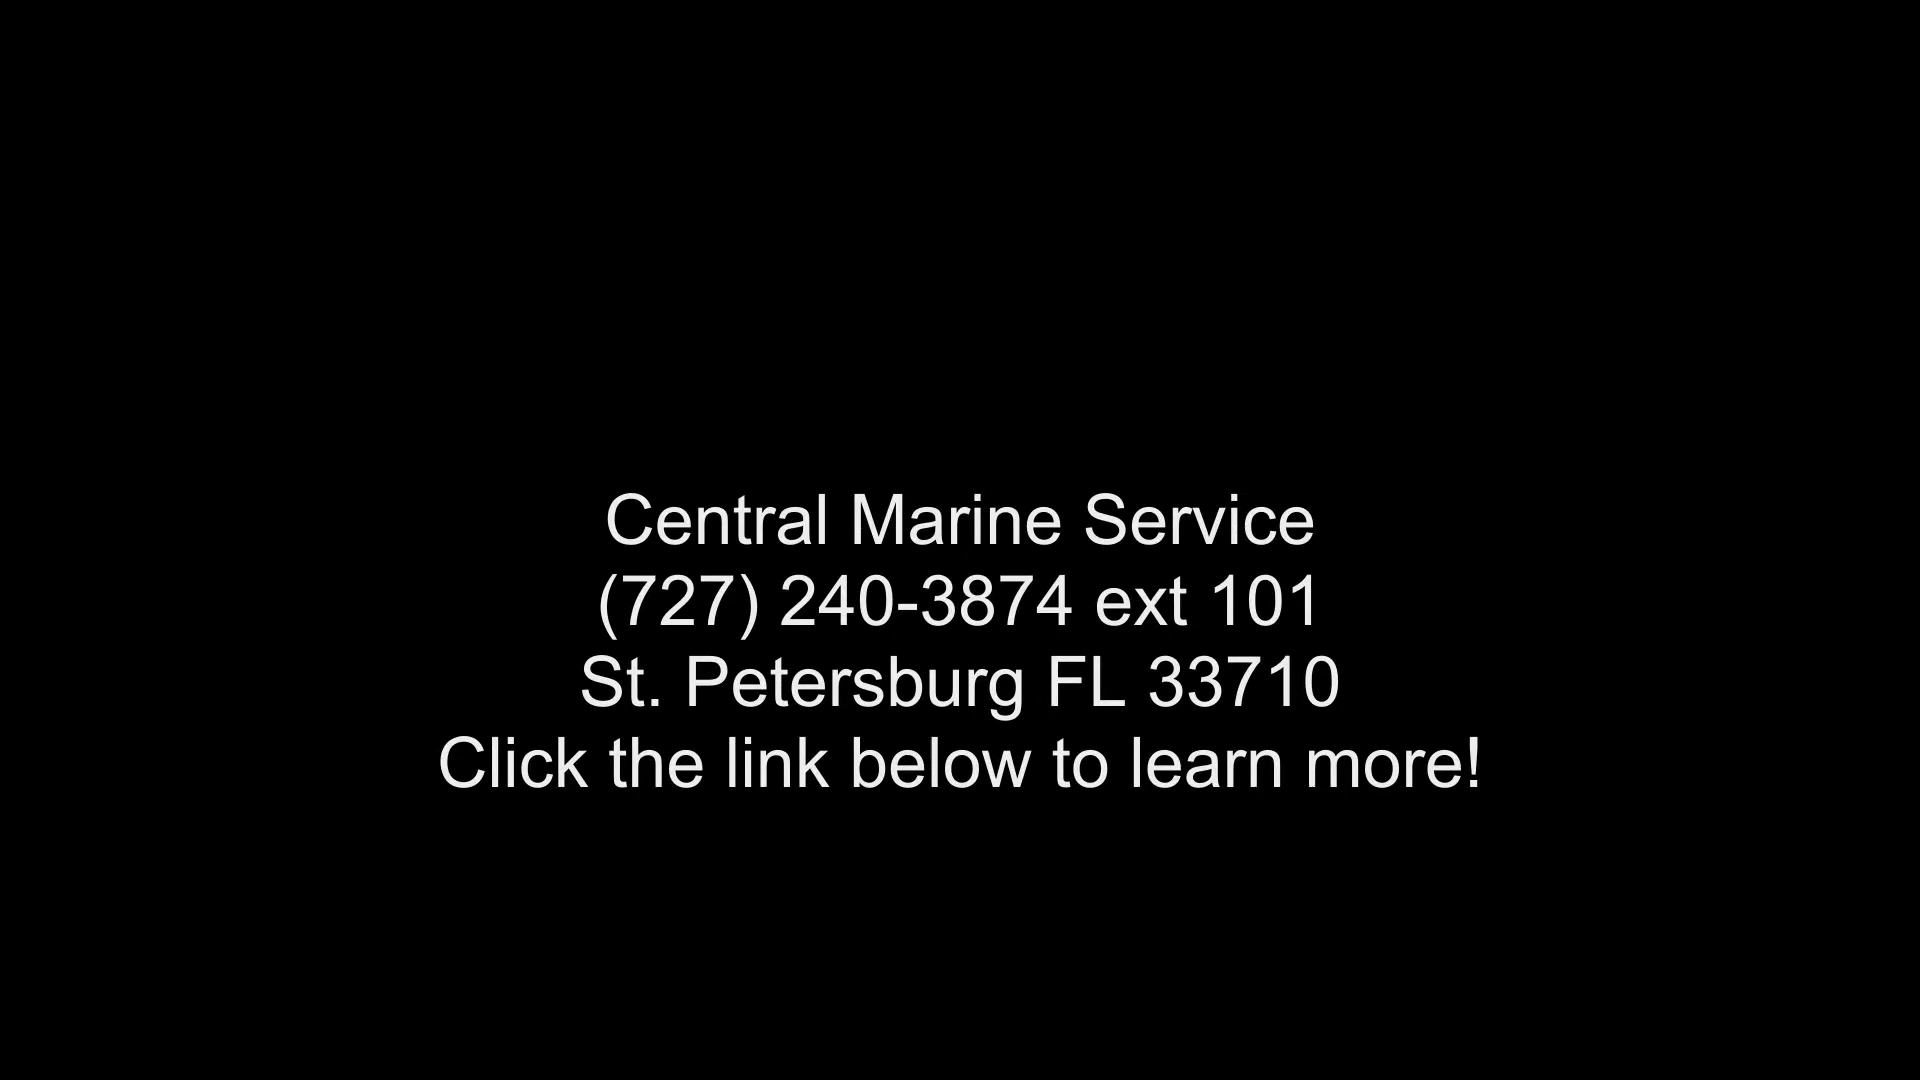 Central Marine Service
(727) 240-3874 ext 101
St. Petersburg FL 33710
Click the link below to learn more!